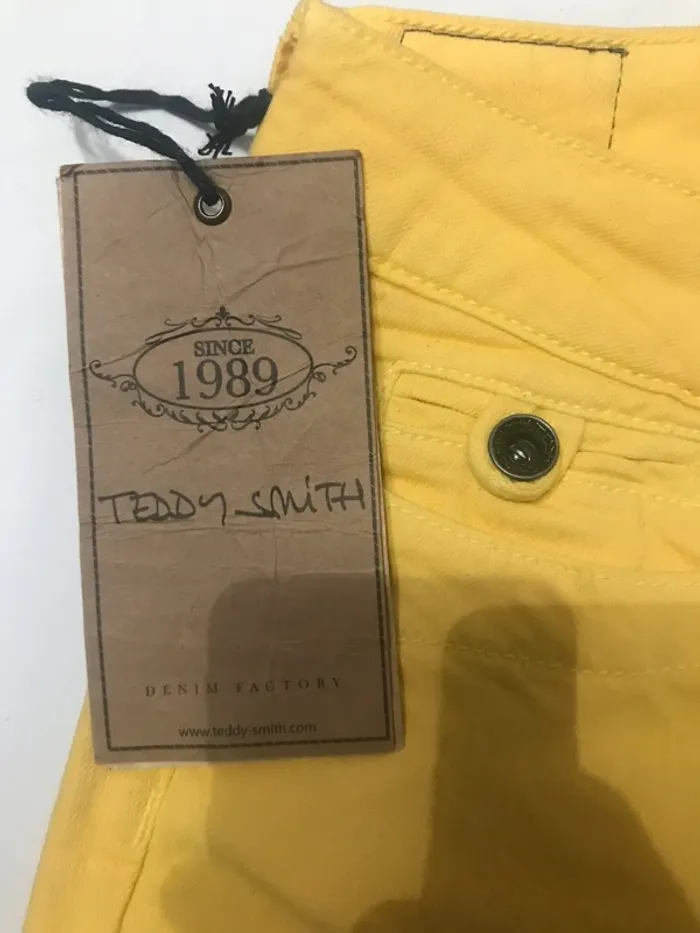 SINCE
1989
TEDDY SMITH
DENIM FACTORY
www.teddy-smith.com